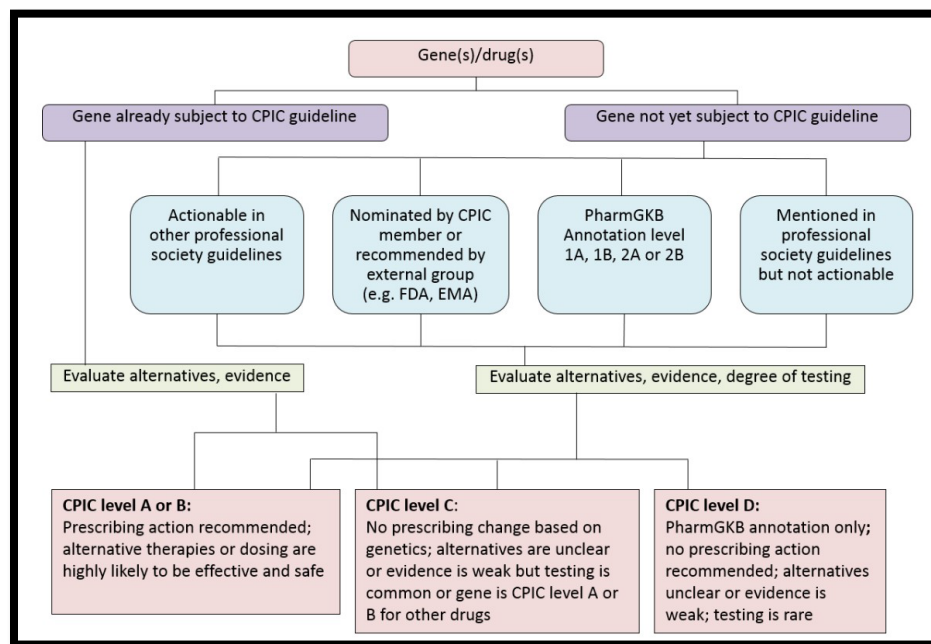 Gene(s)/drug(s)
Gene already subject to CPIC guideline
Gene not yet subject to CPIC guideline
Actionable in
other professional
society guidelines
Nominated by CPIC
member or
recommended by
external group
(e.g. FDA, EMA)
PharmGKB
Annotation level
1A, 1B, 2A or 2B
Mentioned in
professional
society guidelines
but not actionable
Evaluate alternatives, evidence
Evaluate alternatives, evidence, degree of testing
CPIC level A or B:
Prescribing action recommended;
alternative therapies or dosing are
highly likely to be effective and safe
CPIC level C:
No prescribing change based on
genetics; alternatives are unclear
or evidence is weak but testing is
common or gene is CPIC level A or
B for other drugs
CPIC level D:
PharmGKB annotation only;
no prescribing action
recommended; alternatives
unclear or evidence is
weak; testing is rare